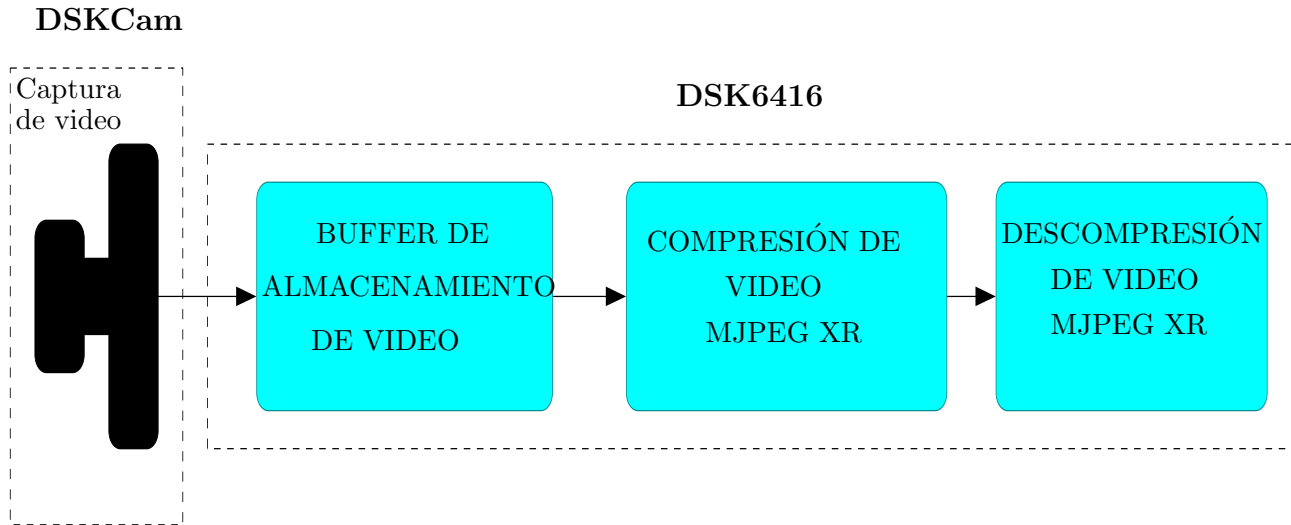 DSKCam
Captura
de video
DSK6416
BUFFER DE
ALMACENAMIENTO
DE VIDEO
COMPRESIÓN DE
VIDEO
MJPEG XR
DESCOMPRESIÓN
DE VIDEO
MJPEG XR